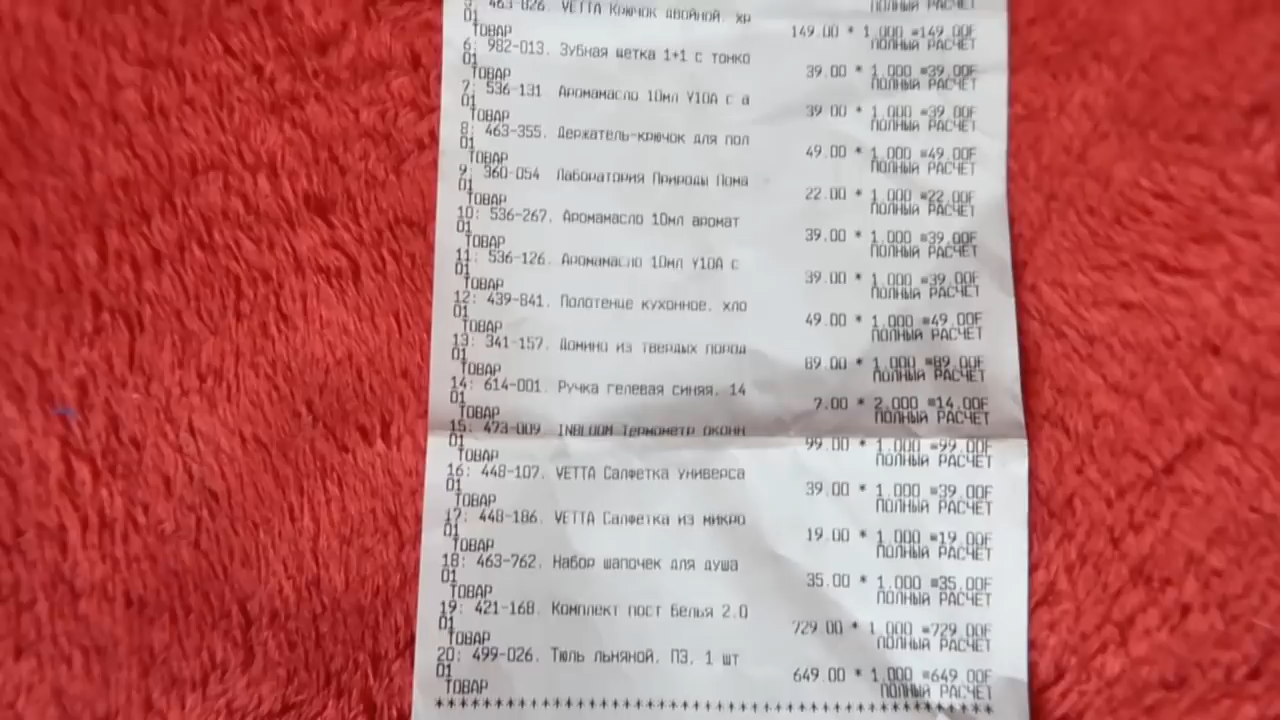 5: 463-826. VETTA Крючок двойной. хр
ПОЛНЫЙ РАСЧЕТ
01
ТОВАР
149.00 * 1.000 =149.00F
ПОЛНЫЙ РАСЧЕТ
6: 982-013. Зубная щетка 1+1 с тонко
01
ТОВАР
39.00 * 1.000 =39.00F
ПОЛНЫЙ РАСЧЕТ
7: 536-131 Аромамасло 10мл У10А с а
01
ТОВАР
39.00 * 1.000 =39.00F
ПОЛНЫЙ РАСЧЕТ
8: 463-355. Держатель-крючок для пол
01
ТОВАР
49.00 * 1.000 =49.00F
ПОЛНЫЙ РАСЧЕТ
9: 360-054 Лаборатория Природы Пома
01
ТОВАР
22.00 * 1.000 =22.00F
ПОЛНЫЙ РАСЧЕТ
10: 536-267. Аромамасло 10мл аромат
01
ТОВАР
39.00 * 1.000 =39.00F
ПОЛНЫЙ РАСЧЕТ
11: 536-126. Аромамасло 10мл У10А с
01
ТОВАР
39.00 * 1.000 =39.00F
ПОЛНЫЙ РАСЧЕТ
12: 439-841. Полотенце кухонное. хло
01
ТОВАР
49.00 * 1.000 =49.00F
ПОЛНЫЙ РАСЧЕТ
13: 341-157. Домино из твердых пород
01
ТОВАР
89.00 * 1.000 =89.00F
ПОЛНЫЙ РАСЧЕТ
14: 614-001. Ручка гелевая синяя. 14
01
ТОВАР
7.00 * 2.000 =14.00F
ПОЛНЫЙ РАСЧЕТ
15: 473-009 INBLOOM Термометр оконн
01
ТОВАР
99.00 * 1.000 =99.00F
ПОЛНЫЙ РАСЧЕТ
16: 448-107. VETTA Салфетка универса
01
ТОВАР
39.00 * 1.000 =39.00F
ПОЛНЫЙ РАСЧЕТ
17: 448-186. VETTA Салфетка из микро
01
ТОВАР
19.00 * 1.000 =19.00F
ПОЛНЫЙ РАСЧЕТ
18: 463-762. Набор шапочек для душа
01
ТОВАР
35.00 * 1.000 =35.00F
ПОЛНЫЙ РАСЧЕТ
19: 421-168. Комплект пост белья 2.0
01
ТОВАР
729.00 * 1.000 =729.00F
ПОЛНЫЙ РАСЧЕТ
20: 499-026. Тюль льняной. П3. 1 шт
01
ТОВАР
649.00 * 1.000 =649.00F
ПОЛНЫЙ РАСЧЕТ